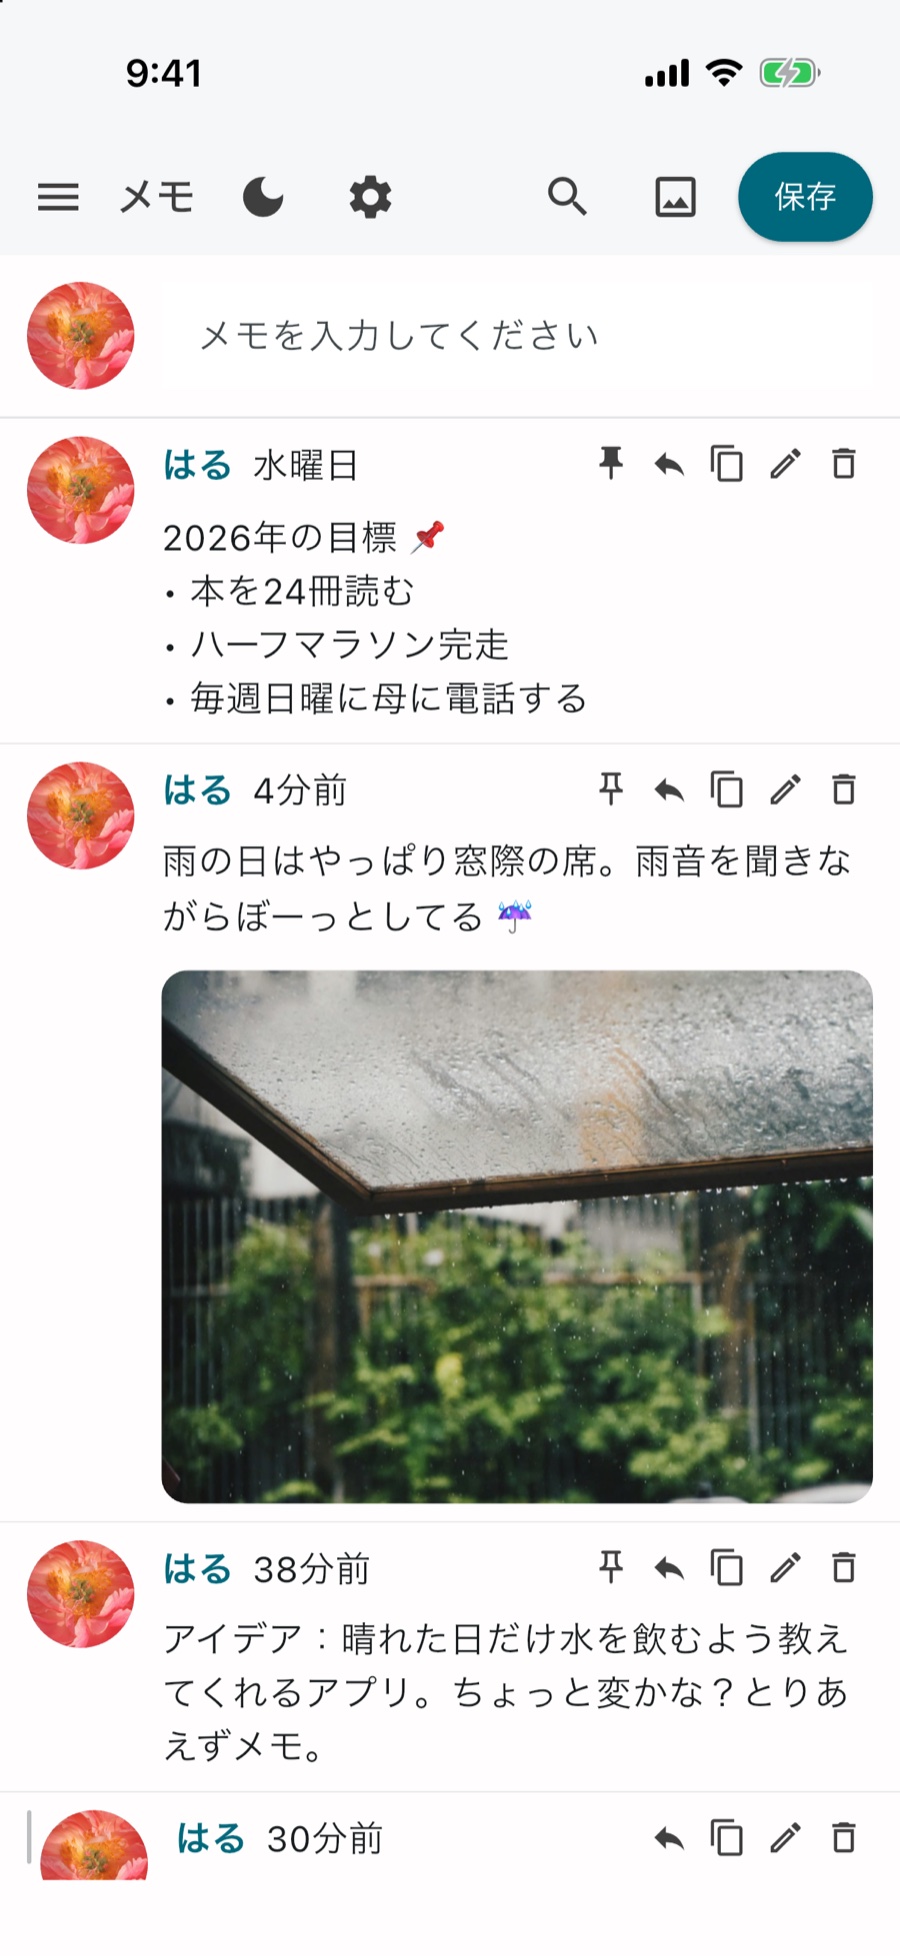 9:41
メモ
保存
メモを入力してください
はる 水曜日
2026年の目標 📌
• 本を24冊読む
• ハーフマラソン完走
• 毎週日曜に母に電話する
はる 4分前
雨の日はやっぱり窓際の席。雨音を聞きな
がらぼーっとしてる ☔
はる 38分前
アイデア：晴れた日だけ水を飲むよう教え
てくれるアプリ。ちょっと変かな？とりあ
えずメモ。
はる 30分前